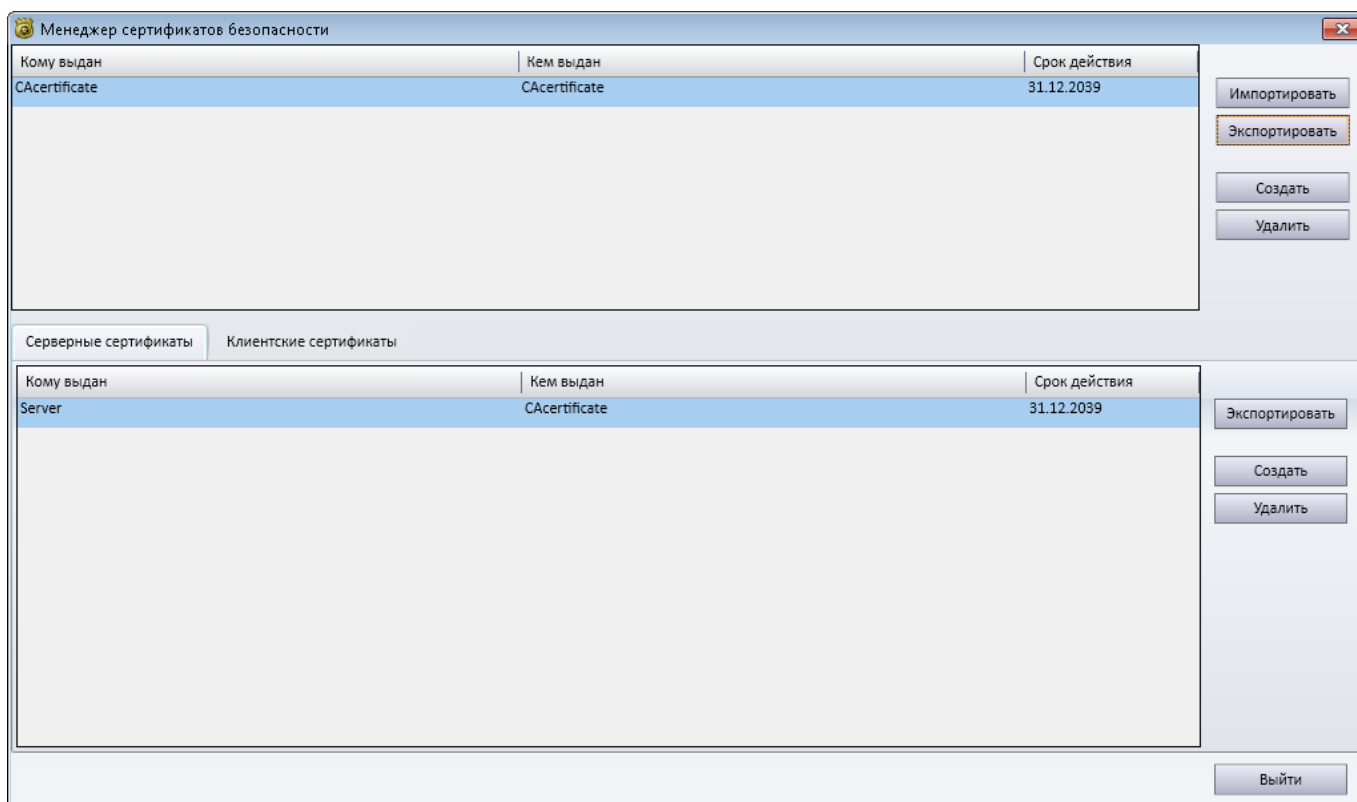 Менеджер сертификатов безопасности
Кому выдан Кем выдан Срок действия
CAcertificate CAcertificate 31.12.2039
Импортировать
Экспортировать
Создать
Удалить
Серверные сертификаты Клиентские сертификаты
Кому выдан Кем выдан Срок действия
Server CAcertificate 31.12.2039
Экспортировать
Создать
Удалить
Выйти